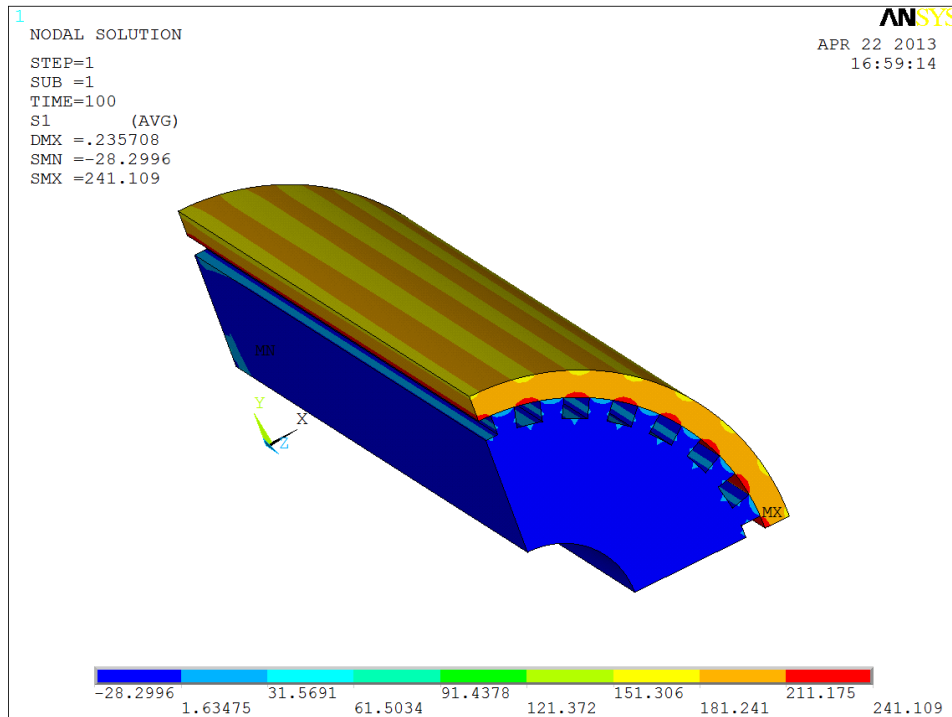 1
ANSYS
NODAL SOLUTION
APR 22 2013
16:59:14
STEP=1
SUB =1
TIME=100
S1 (AVG)
DMX =.235708
SMN =-28.2996
SMX =241.109
MN
Y
X
Z
MX
-28.2996 31.5691 91.4378 151.306 211.175
1.63475 61.5034 121.372 181.241 241.109